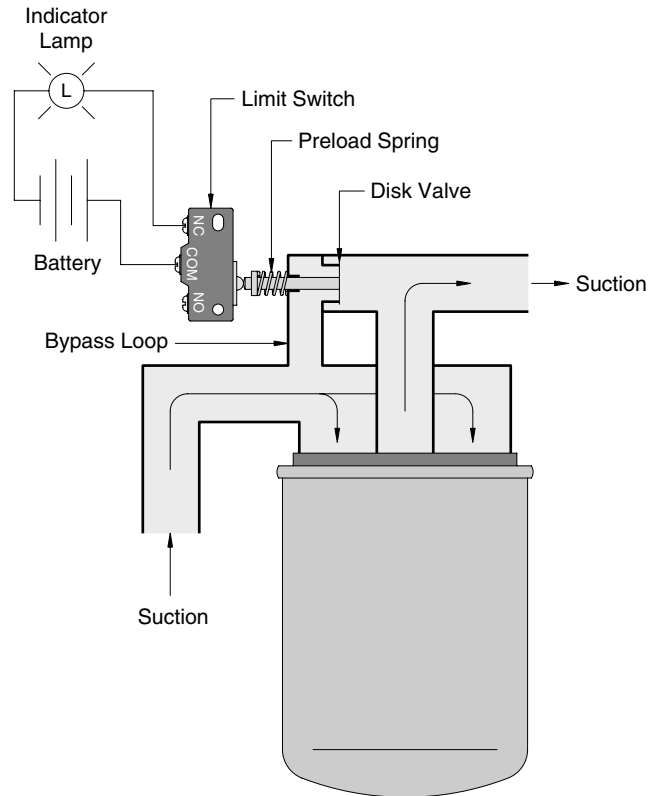 Indicator
Lamp
L
Limit Switch
Preload Spring
Disk Valve
NC
COM
NO
Battery
Suction
Bypass Loop
Suction